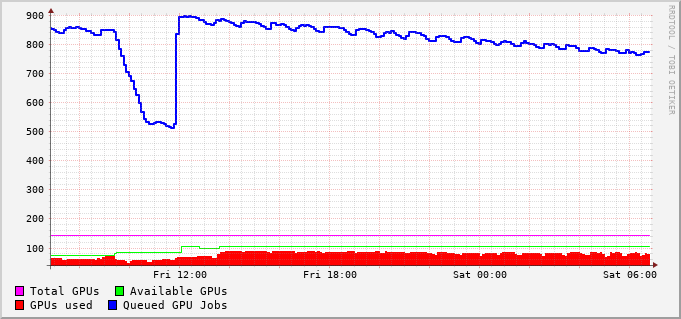 900
800
700
600
500
400
300
200
100
Fri 12:00 Fri 18:00 Sat 00:00 Sat 06:00
Total GPUs Available GPUs
GPUs used Queued GPU Jobs
RRDTOOL / TOBI OETIKER